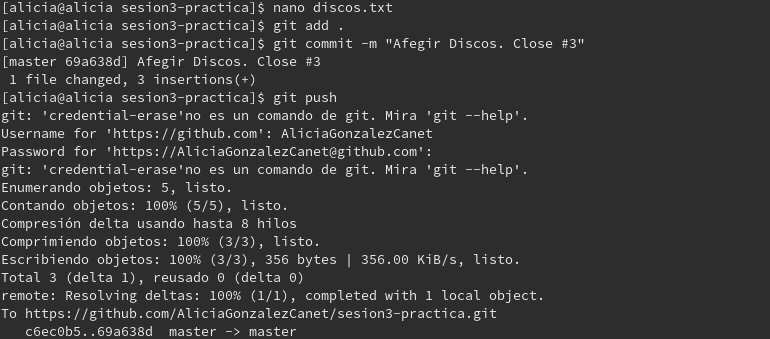 [alicia@alicia sesion3-practica]$ nano discos.txt
[alicia@alicia sesion3-practica]$ git add .
[alicia@alicia sesion3-practica]$ git commit -m "Afegir Discos. Close #3"
[master 69a638d] Afegir Discos. Close #3
 1 file changed, 3 insertions(+)
[alicia@alicia sesion3-practica]$ git push
git: 'credential-erase'no es un comando de git. Mira 'git --help'.
Username for 'https://github.com': AliciaGonzalezCanet
Password for 'https://AliciaGonzalezCanet@github.com':
git: 'credential-erase'no es un comando de git. Mira 'git --help'.
Enumerando objetos: 5, listo.
Contando objetos: 100% (5/5), listo.
Compresión delta usando hasta 8 hilos
Comprimiendo objetos: 100% (3/3), listo.
Escribiendo objetos: 100% (3/3), 356 bytes | 356.00 KiB/s, listo.
Total 3 (delta 1), reusado 0 (delta 0)
remote: Resolving deltas: 100% (1/1), completed with 1 local object.
To https://github.com/AliciaGonzalezCanet/sesion3-practica.git
   c6ec0b5..69a638d  master -> master